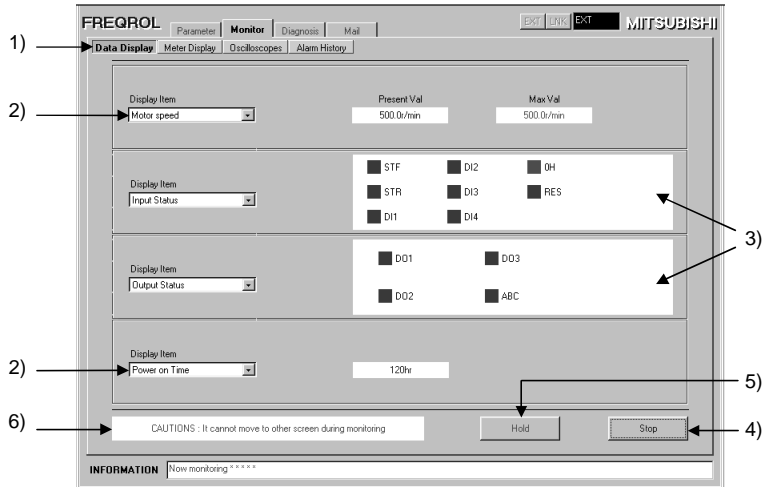 FREQROL Parameter Monitor Diagnosis Mail EXT LNK EXT MITSUBISHI
1) Data Display Meter Display Oscilloscopes Alarm History
Display Item Present Val Max Val
2) Motor speed 500.0r/min 500.0r/min
STF DI2 OH
Display Item
Input Status
STR DI3 RES
DI1 DI4
3)
Display Item
Output Status
DO1 DO3
DO2 ABC
Display Item
2) Power on Time 120hr
5)
6) CAUTIONS : It cannot move to other screen during monitoring Hold Stop 4)
INFORMATION Now monitoring * * * * *